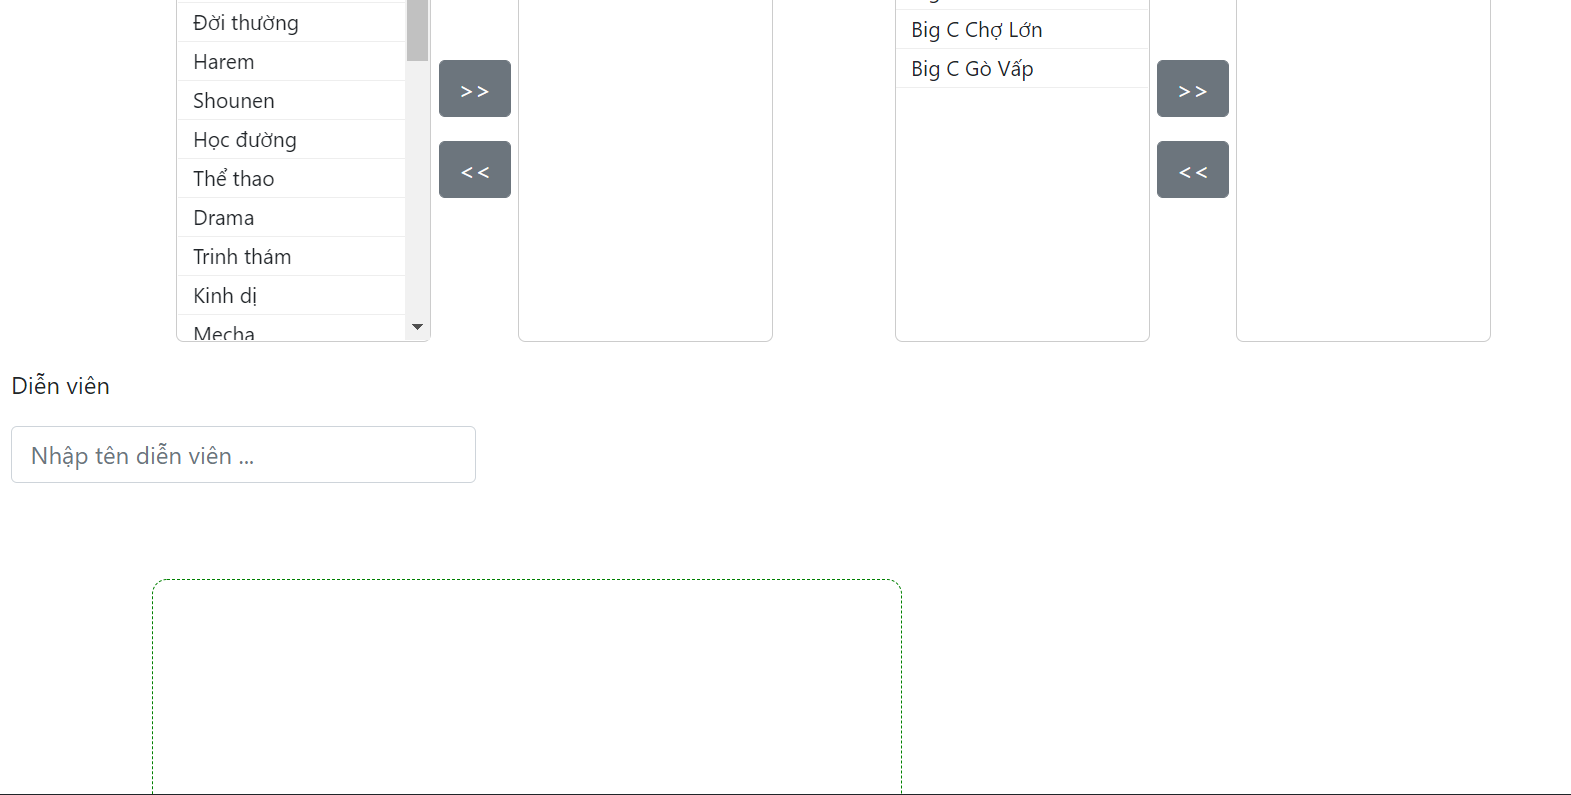 Đời thường
Harem
Shounen
Học đường
Thể thao
Drama
Trinh thám
Kinh dị
Mecha
>>
<<
Big C Chợ Lớn
Big C Gò Vấp
>>
<<
Diễn viên
Nhập tên diễn viên ...